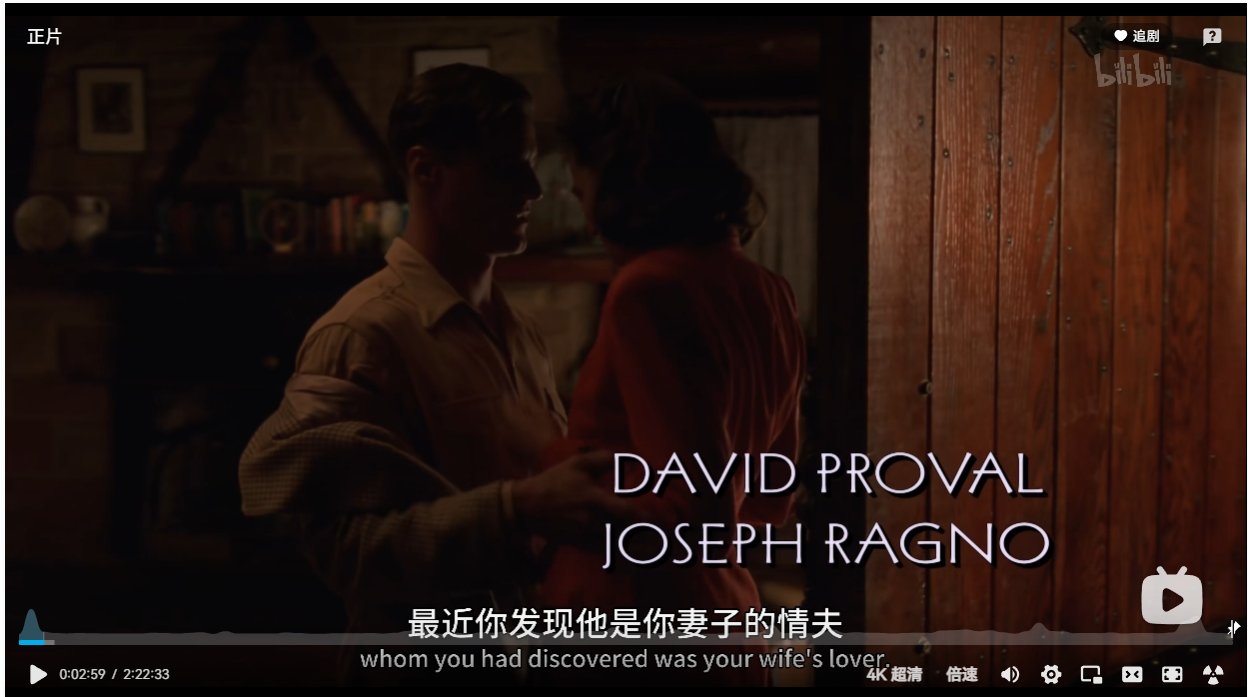 正片
追剧
bilibili
DAVID PROVAL
JOSEPH RAGNO
最近你发现他是你妻子的情夫
whom you had discovered was your wife's lover.
0:02:59 / 2:22:33
4K 超清
倍速